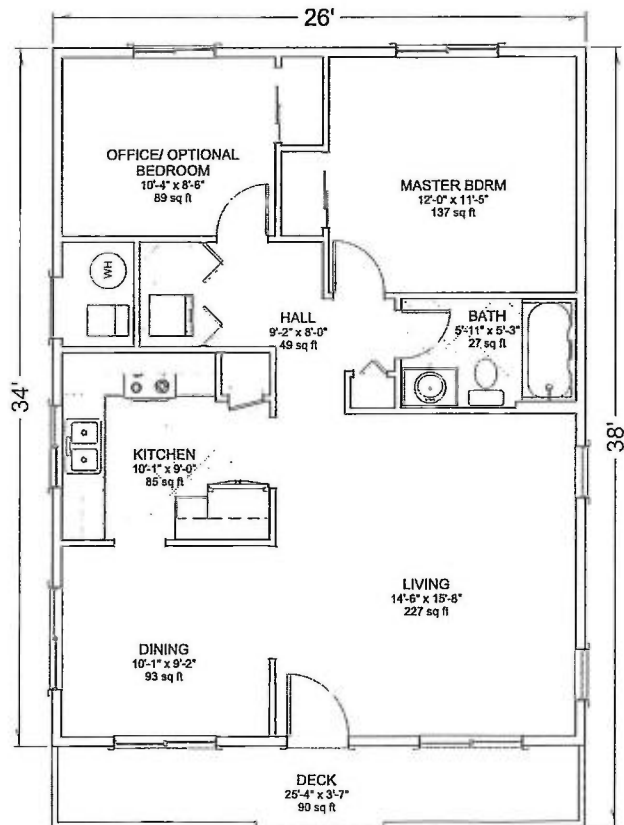 26'
OFFICE/ OPTIONAL
BEDROOM
10'-4" x 8'-6"
89 sq ft
MASTER BDRM
12'-0" x 11'-5"
137 sq ft
WH
HALL
9'-2" x 8'-0"
49 sq ft
BATH
5'-11" x 5'-3"
27 sq ft
34'
38'
KITCHEN
10'-1" x 9'-0"
85 sq ft
LIVING
14'-6" x 15'-8"
227 sq ft
DINING
10'-1" x 9'-2"
93 sq ft
DECK
25'-4" x 3'-7"
90 sq ft